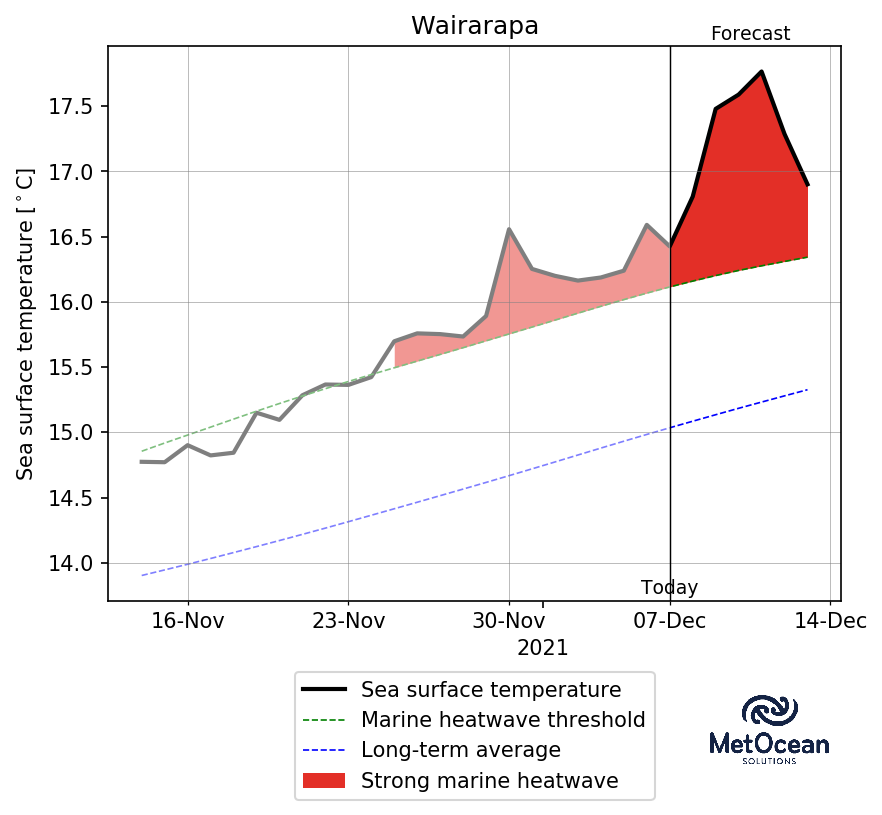 Wairarapa
Forecast
17.5
17.0
16.5
16.0
15.5
15.0
14.5
14.0
Sea surface temperature [°C]
Today
16-Nov 23-Nov 30-Nov 07-Dec 14-Dec
2021
Sea surface temperature
Marine heatwave threshold
Long-term average
Strong marine heatwave
MetOcean
SOLUTIONS